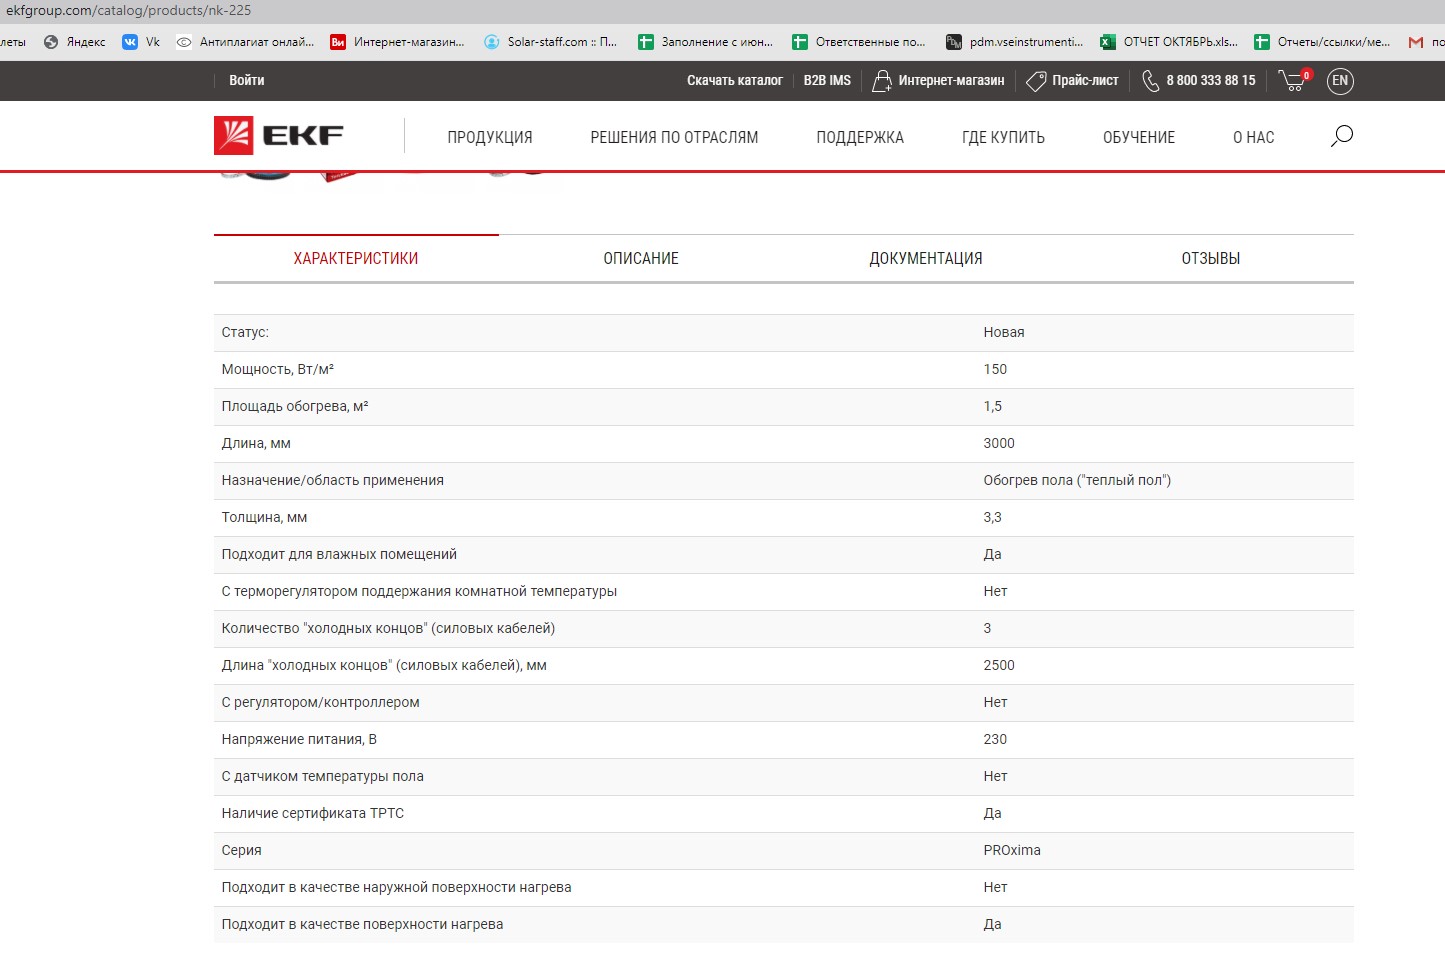 ekfgroup.com/catalog/products/nk-225
леты Яндекс Vk Антиплагиат онлай... Интернет-магазин... Solar-staff.com :: П... Заполнение с июн... Ответственные по... pdm.vseinstrumenti... ОТЧЕТ ОКТЯБРЬ.xls... Отчеты/ссылки/ме... по
Войти Скачать каталог B2B IMS Интернет-магазин Прайс-лист 8 800 333 88 15 0 EN
EKF ПРОДУКЦИЯ РЕШЕНИЯ ПО ОТРАСЛЯМ ПОДДЕРЖКА ГДЕ КУПИТЬ ОБУЧЕНИЕ О НАС
ХАРАКТЕРИСТИКИ ОПИСАНИЕ ДОКУМЕНТАЦИЯ ОТЗЫВЫ
Статус: Новая
Мощность, Вт/м² 150
Площадь обогрева, м² 1,5
Длина, мм 3000
Назначение/область применения Обогрев пола ("теплый пол")
Толщина, мм 3,3
Подходит для влажных помещений Да
С терморегулятором поддержания комнатной температуры Нет
Количество "холодных концов" (силовых кабелей) 3
Длина "холодных концов" (силовых кабелей), мм 2500
С регулятором/контроллером Нет
Напряжение питания, В 230
С датчиком температуры пола Нет
Наличие сертификата ТРТС Да
Серия PROxima
Подходит в качестве наружной поверхности нагрева Нет
Подходит в качестве поверхности нагрева Да